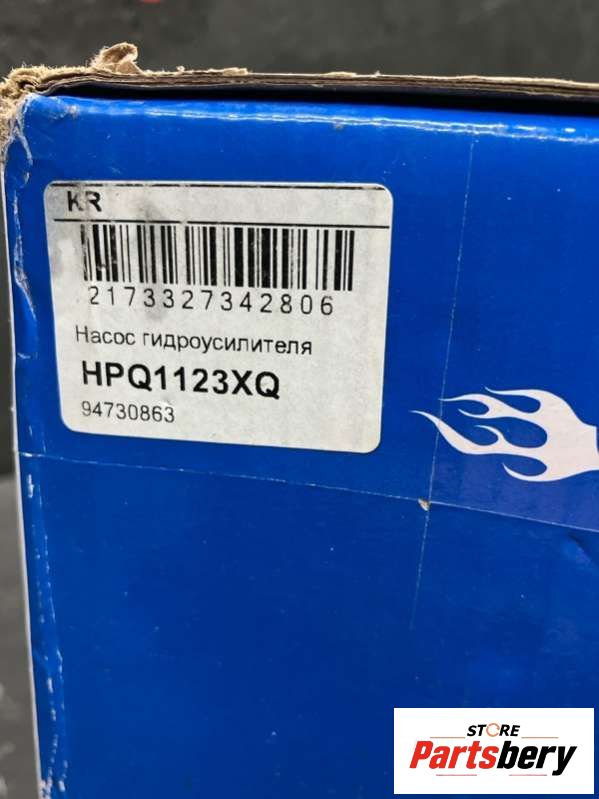 KR
2173327342806
Насос гидроусилителя
HPQ1123XQ
94730863
STORE
Partsbery